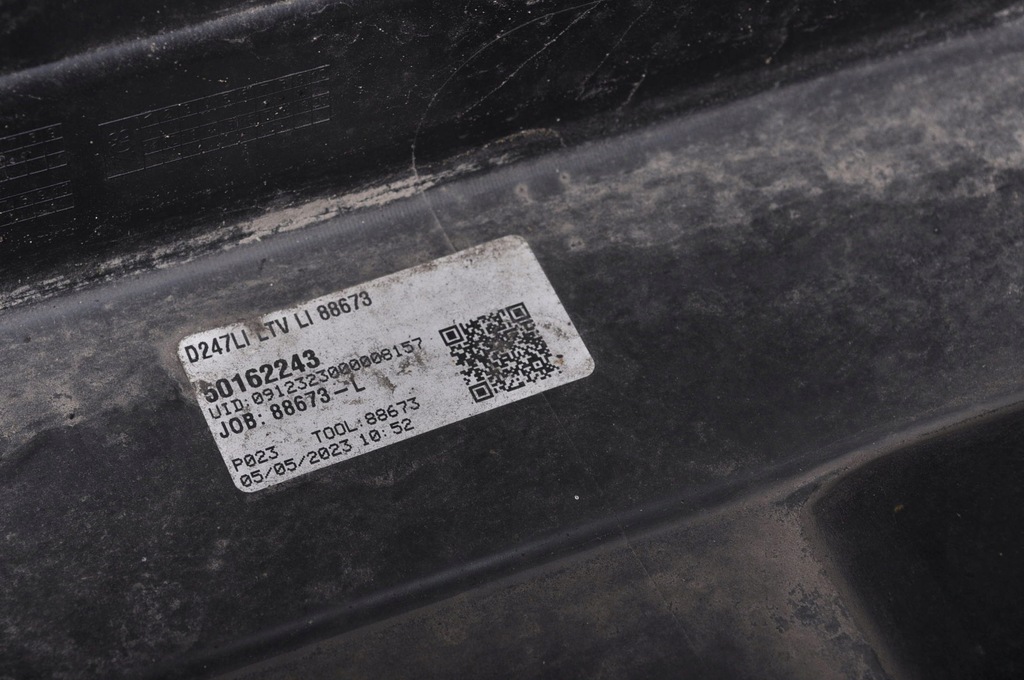 D247LI LTV LI 88673
50162243
UID:0912323000008157
JOB: 88673-L
TOOL:88673
P023
05/05/2023 10:52